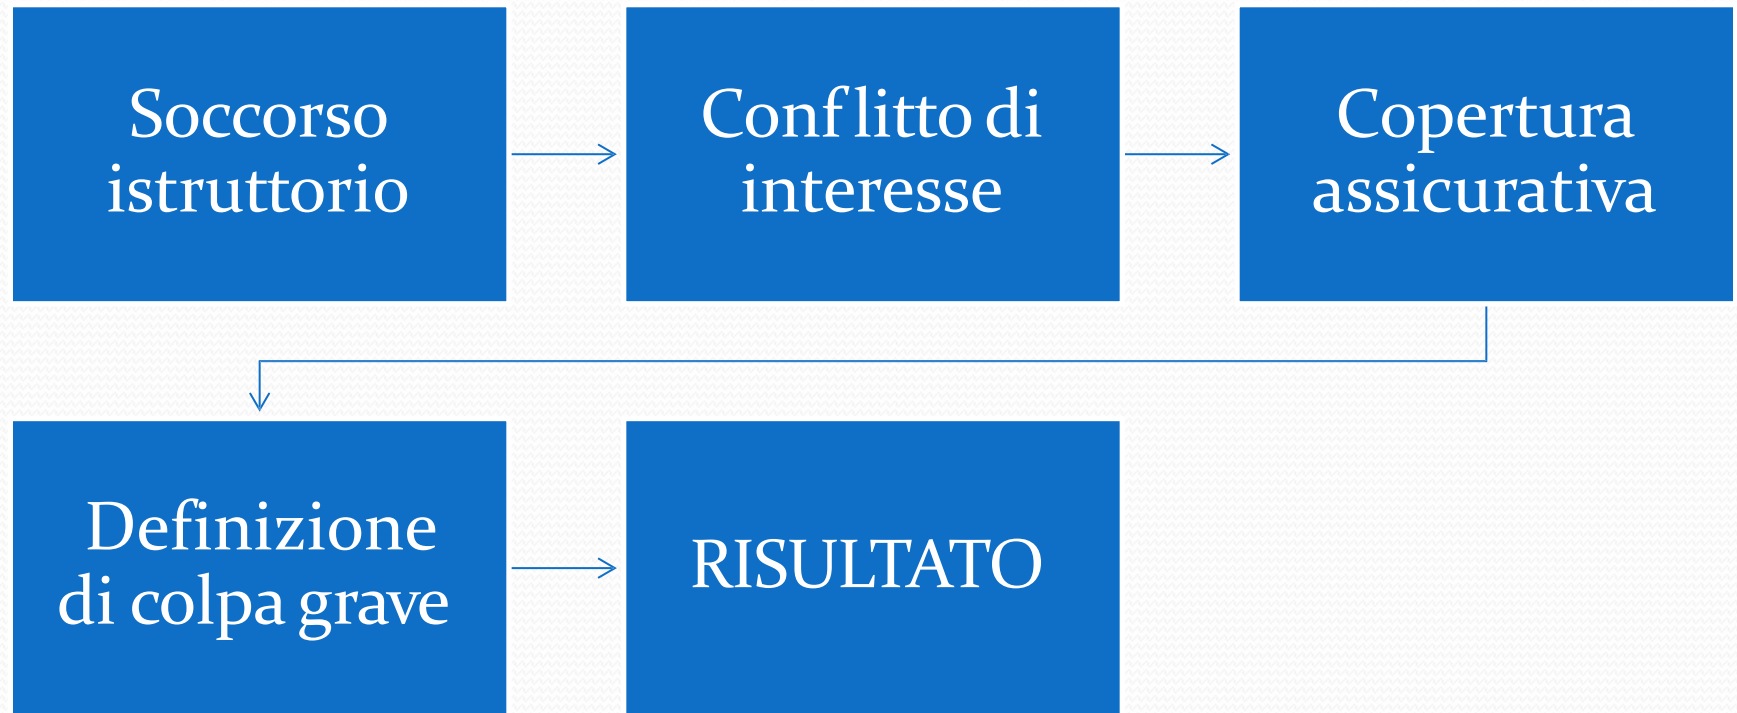 Soccorso
istruttorio
Conflitto di
interesse
Copertura
assicurativa
Definizione
di colpa grave
RISULTATO